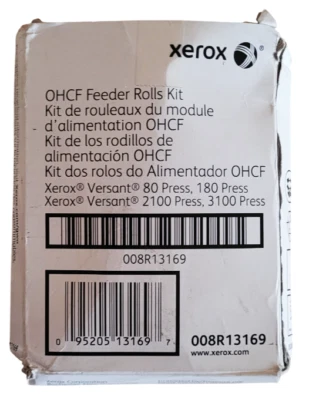 xerox
OHCF Feeder Rolls Kit
Kit de rouleaux du module
d'alimentation OHCF
Kit de los rodillos de
alimentación OHCF
Kit dos rolos do Alimentador OHCF
Xerox® Versant® 80 Press, 180 Press
Xerox® Versant® 2100 Press, 3100 Press
008R13169
0 95205 13169 7
008R13169
www.xerox.com